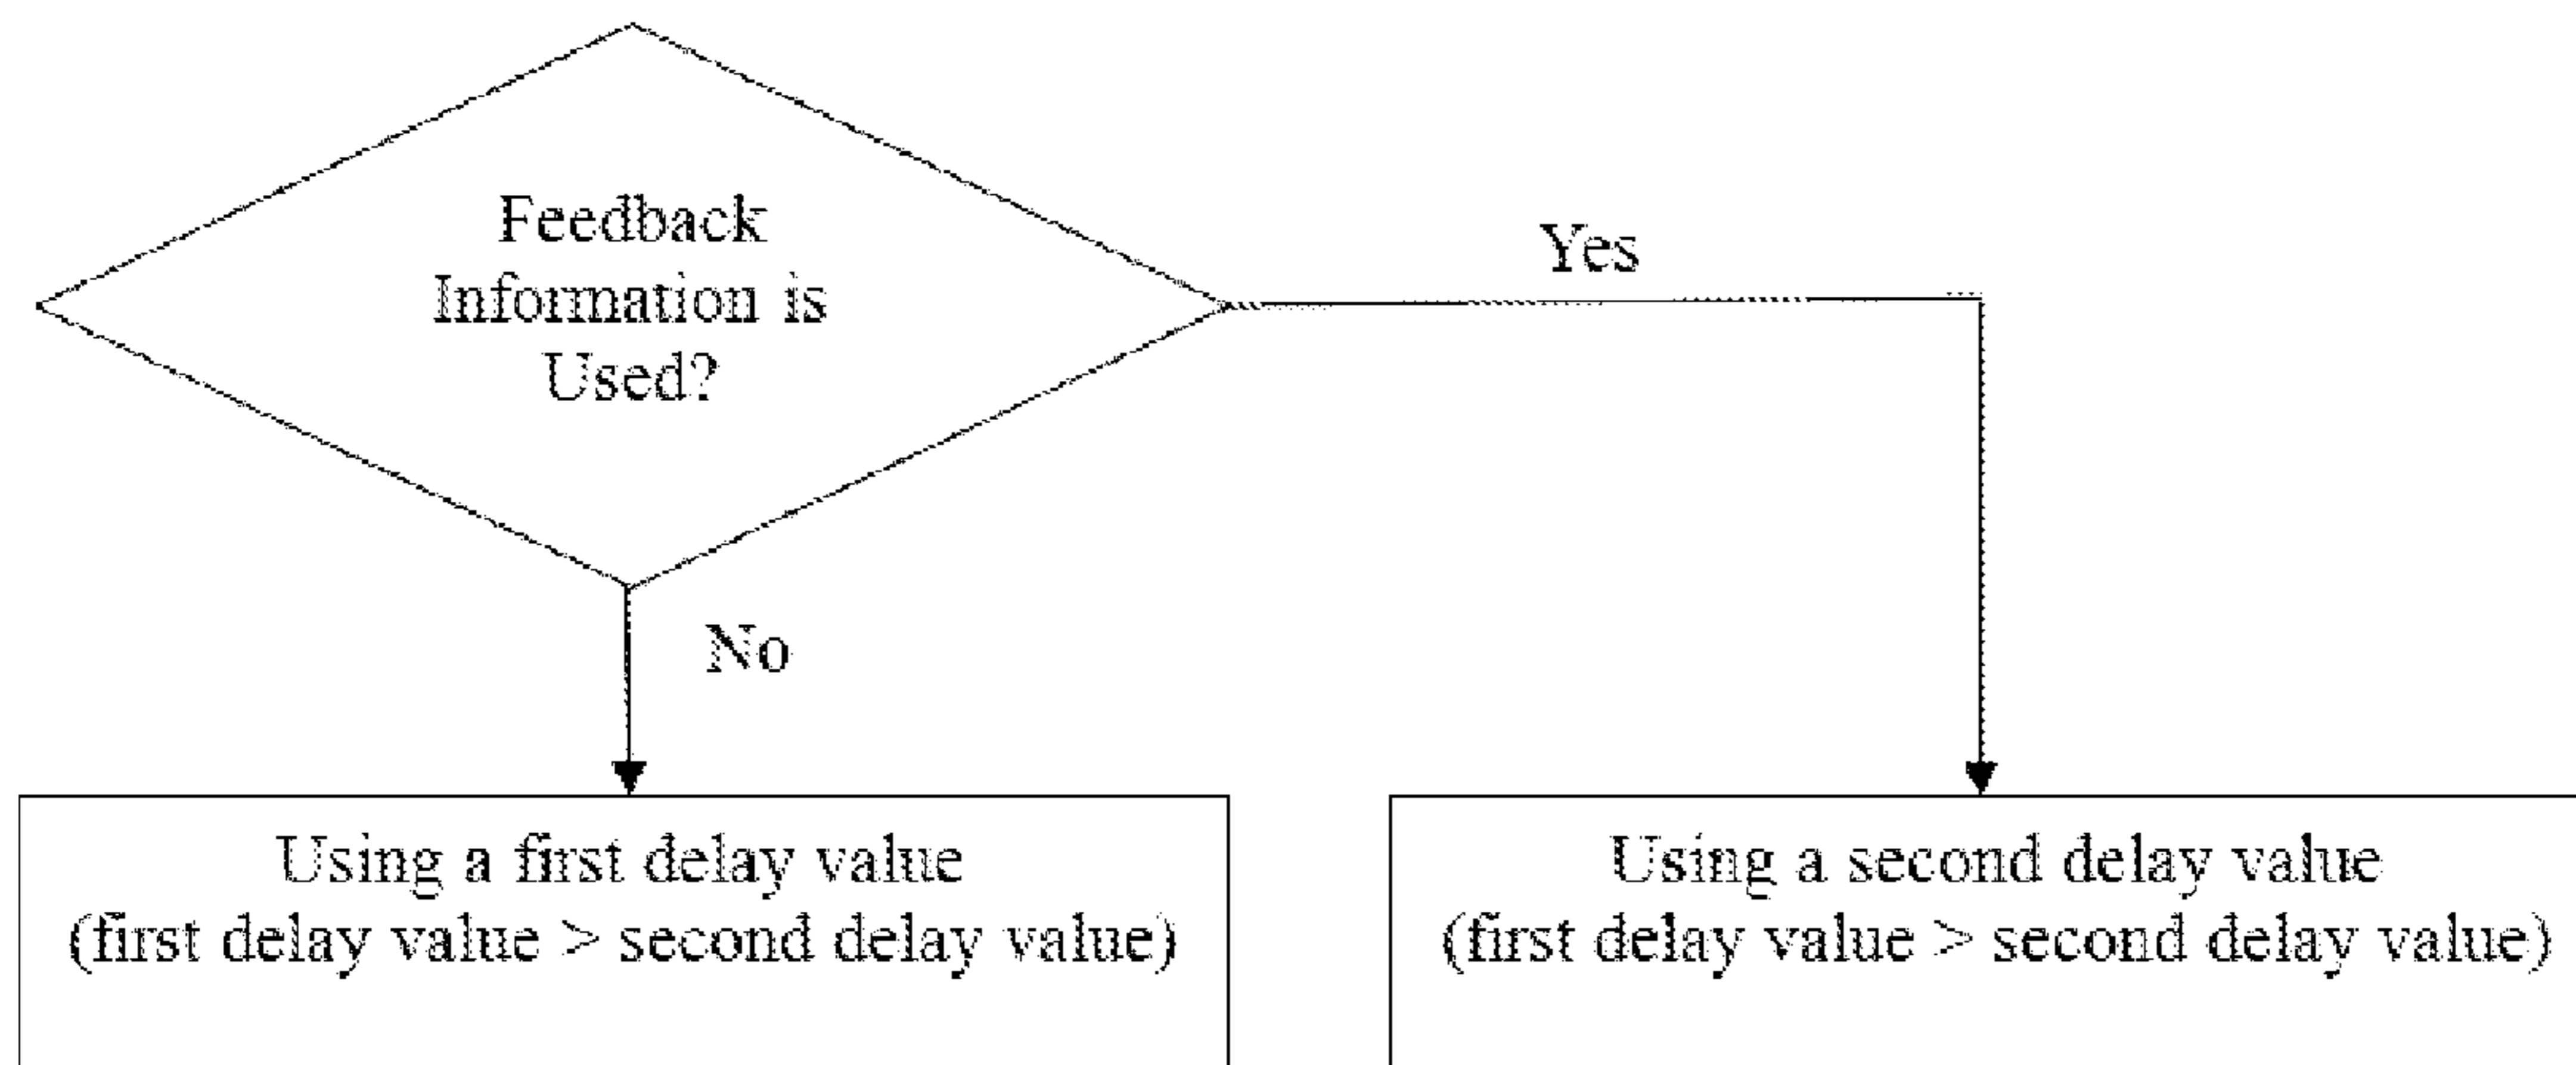 Feedback
Information is
Used?
Yes
No
Using a first delay value
(first delay value > second delay value)
Using a second delay value
(first delay value > second delay value)